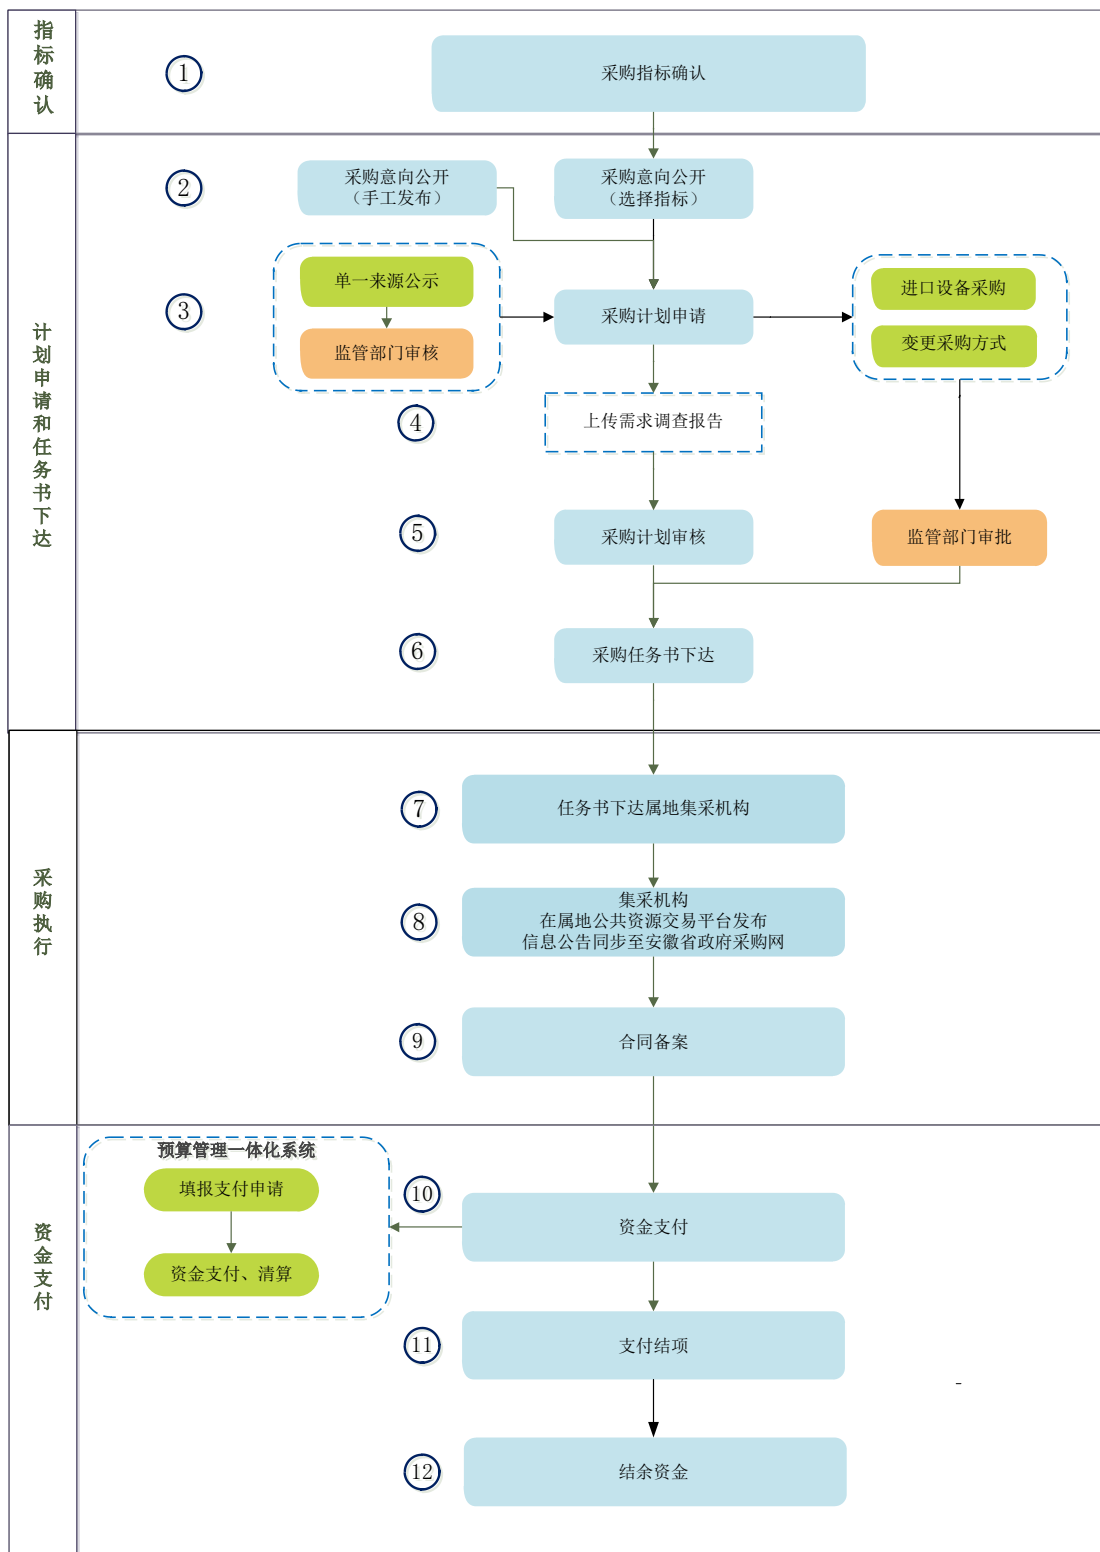 指标确认
①
采购指标确认
计划申请和任务书下达
②
采购意向公开
（手工发布）
采购意向公开
（选择指标）
③
单一来源公示
监管部门审核
采购计划申请
进口设备采购
变更采购方式
④
上传需求调查报告
⑤
采购计划审核
监管部门审批
⑥
采购任务书下达
采购执行
⑦
任务书下达属地集采机构
⑧
集采机构
在属地公共资源交易平台发布
信息公告同步至安徽省政府采购网
⑨
合同备案
资金支付
预算管理一体化系统
填报支付申请
资金支付、清算
⑩
资金支付
⑪
支付结项
-
⑫
结余资金